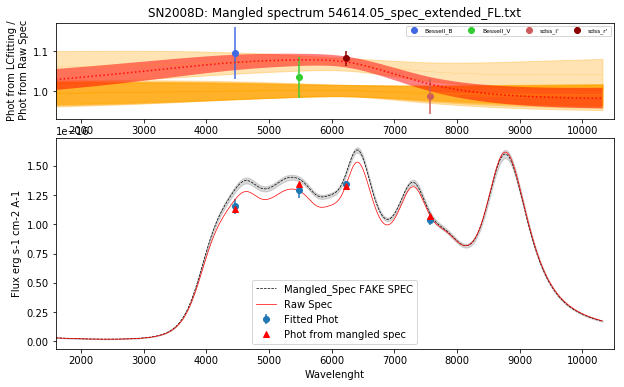 SN2008D: Mangled spectrum 54614.05_spec_extended_FL.txt
Phot from LCfitting /
Phot from Raw Spec
1.1
1.0
Bessell_B
Bessell_V
sdss_i'
sdss_r'
2000 3000 4000 5000 6000 7000 8000 9000 10000
Flux erg s-1 cm-2 A-1
1.50
1.25
1.00
0.75
0.50
0.25
0.00
Mangled_Spec FAKE SPEC
Raw Spec
Fitted Phot
Phot from mangled spec
2000 3000 4000 5000 6000 7000 8000 9000 10000
Wavelenght